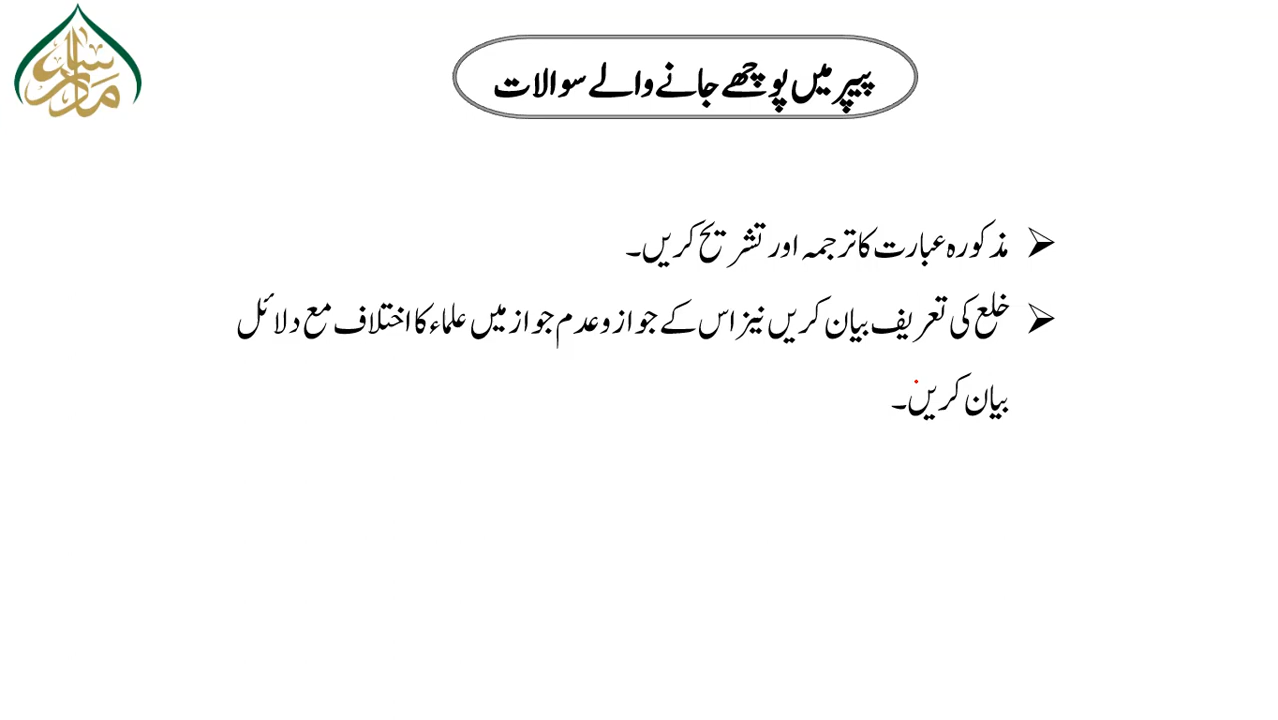 پیپر میں پوچھے جانے والے سوالات
مذکورہ عبارت کا ترجمہ اور تشریح کریں۔
خلع کی تعریف بیان کریں نیز اس کے جواز و عدم جواز میں علماء کا اختلاف مع دلائل
بیان کریں۔